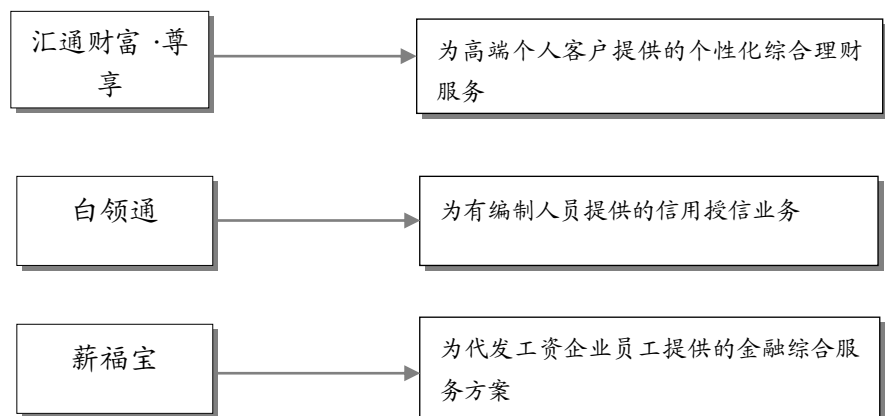 汇通财富·尊
享
为高端个人客户提供的个性化综合理财
服务
白领通
为有编制人员提供的信用授信业务
薪福宝
为代发工资企业员工提供的金融综合服
务方案